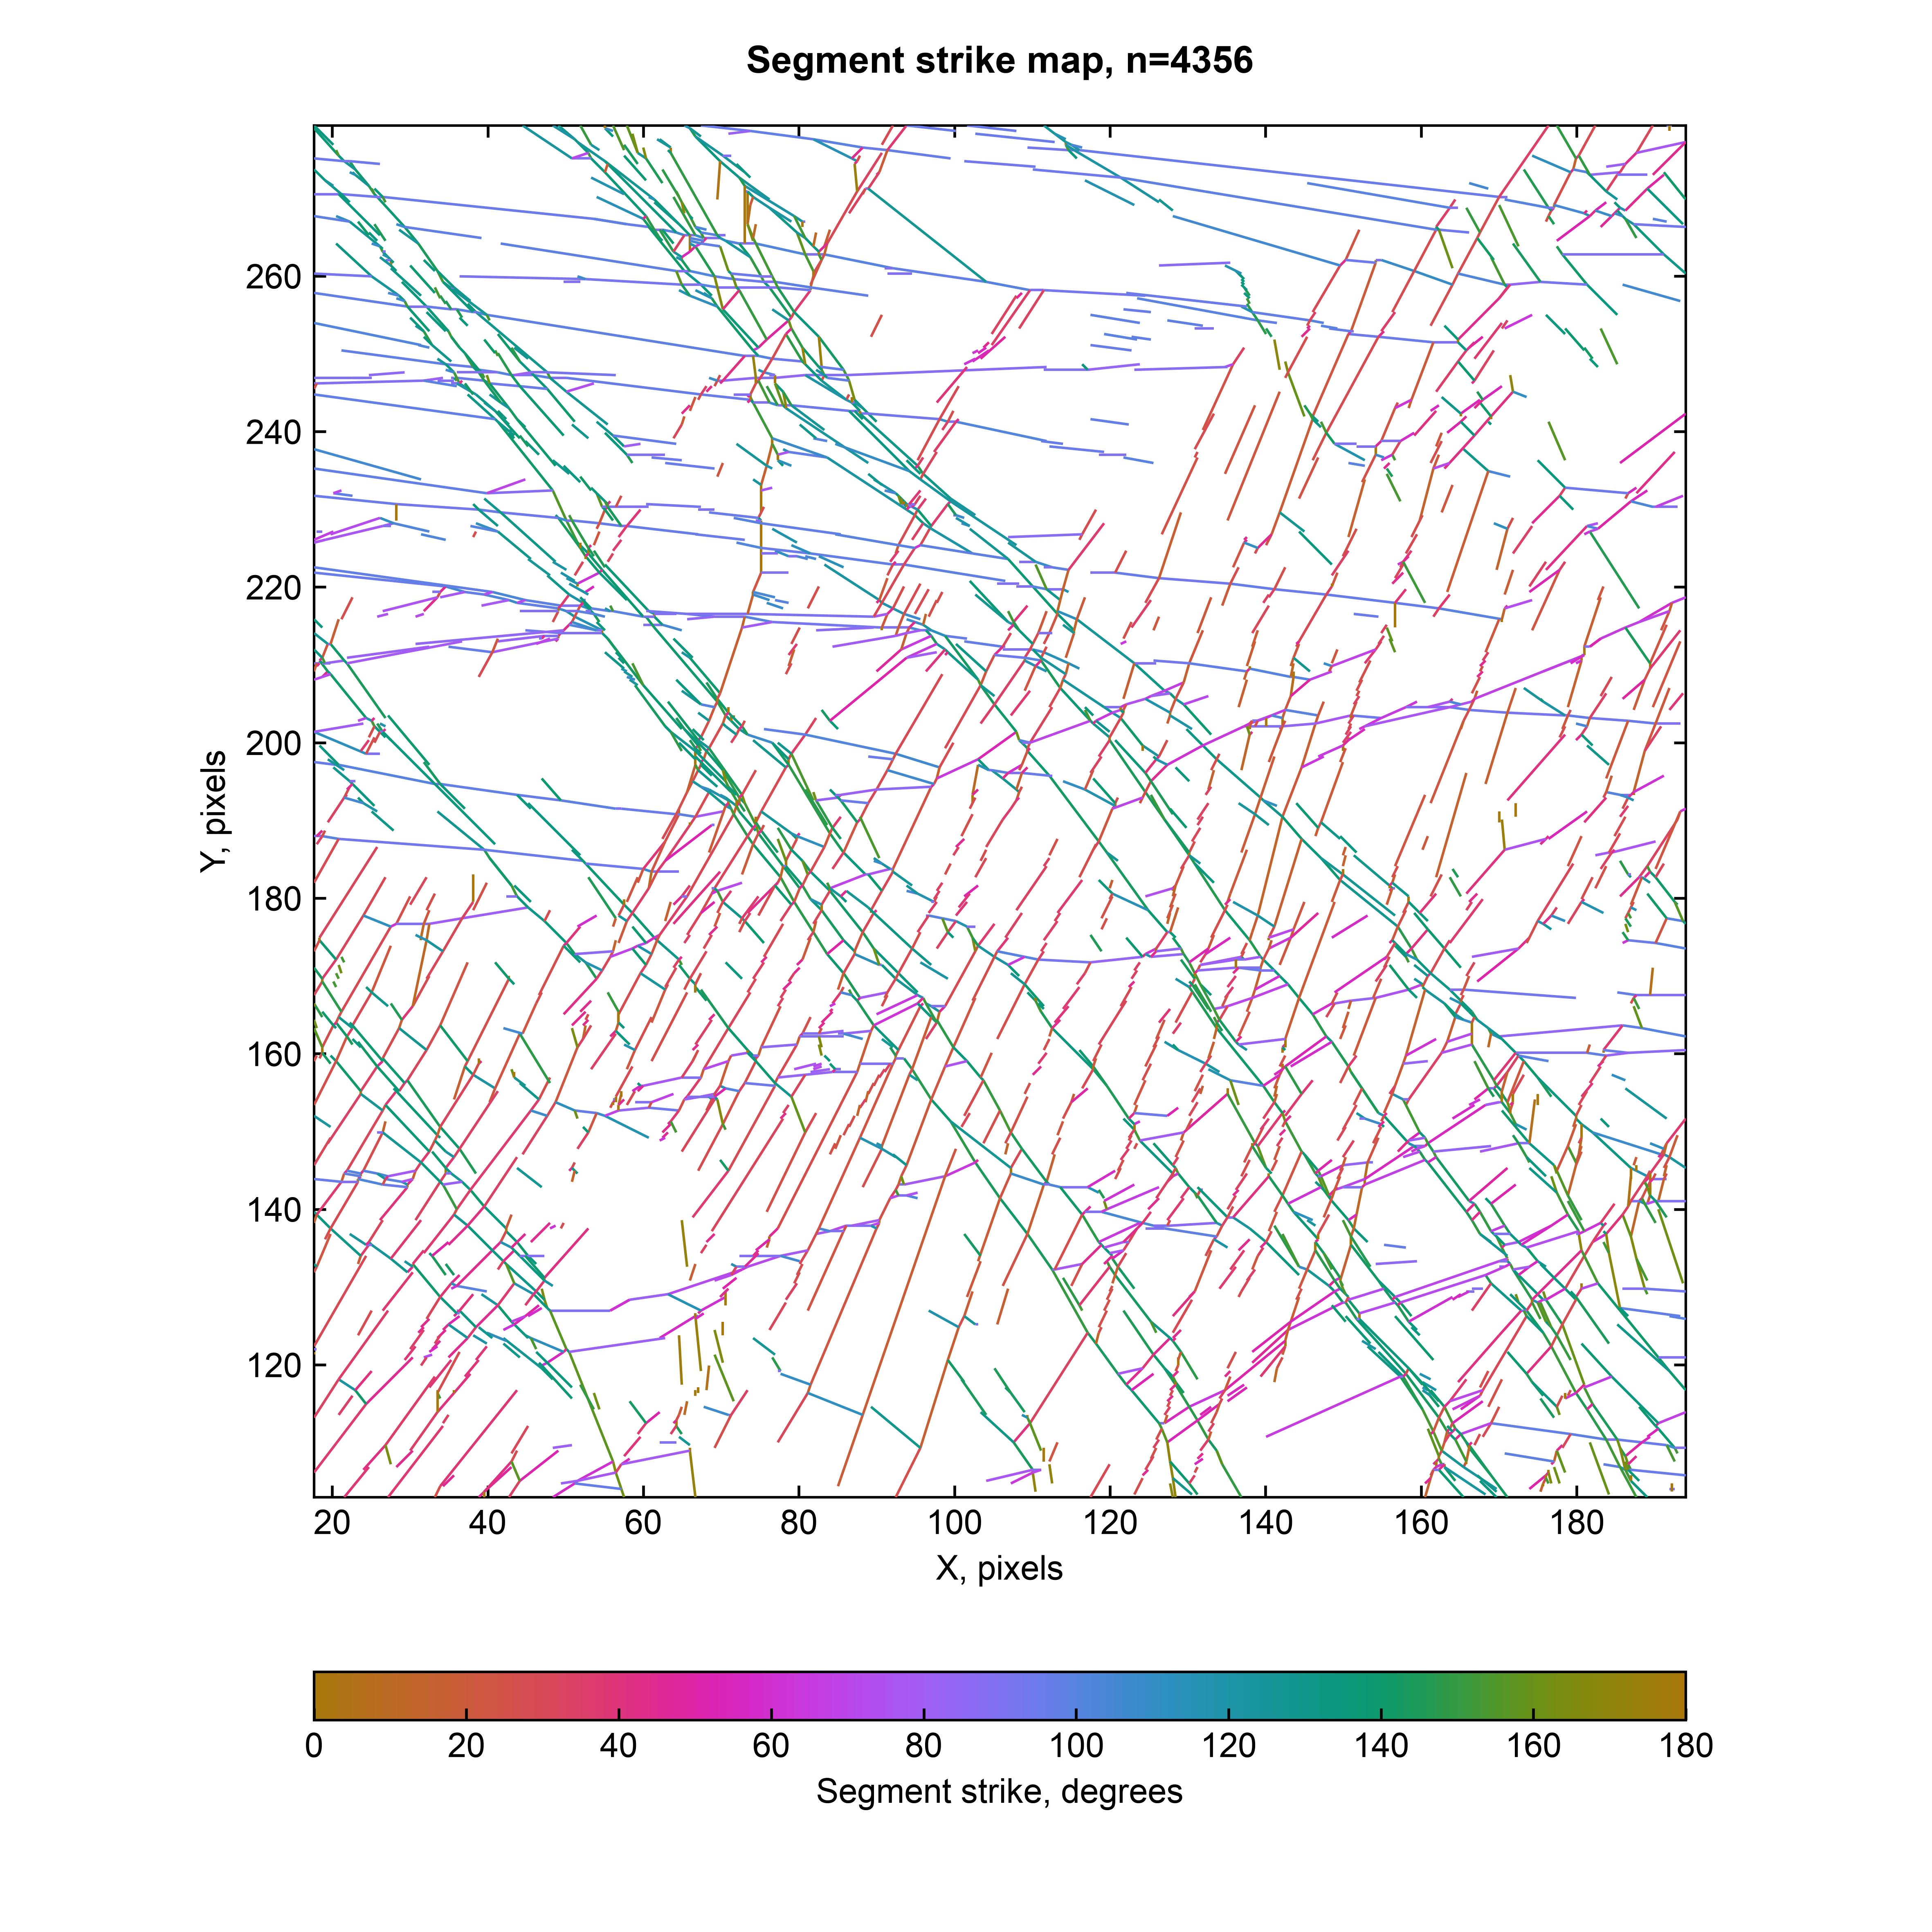 Segment strike map, n=4356
260
240
220
200
180
160
140
120
Y, pixels
20 40 60 80 100 120 140 160 180
X, pixels
0 20 40 60 80 100 120 140 160 180
Segment strike, degrees